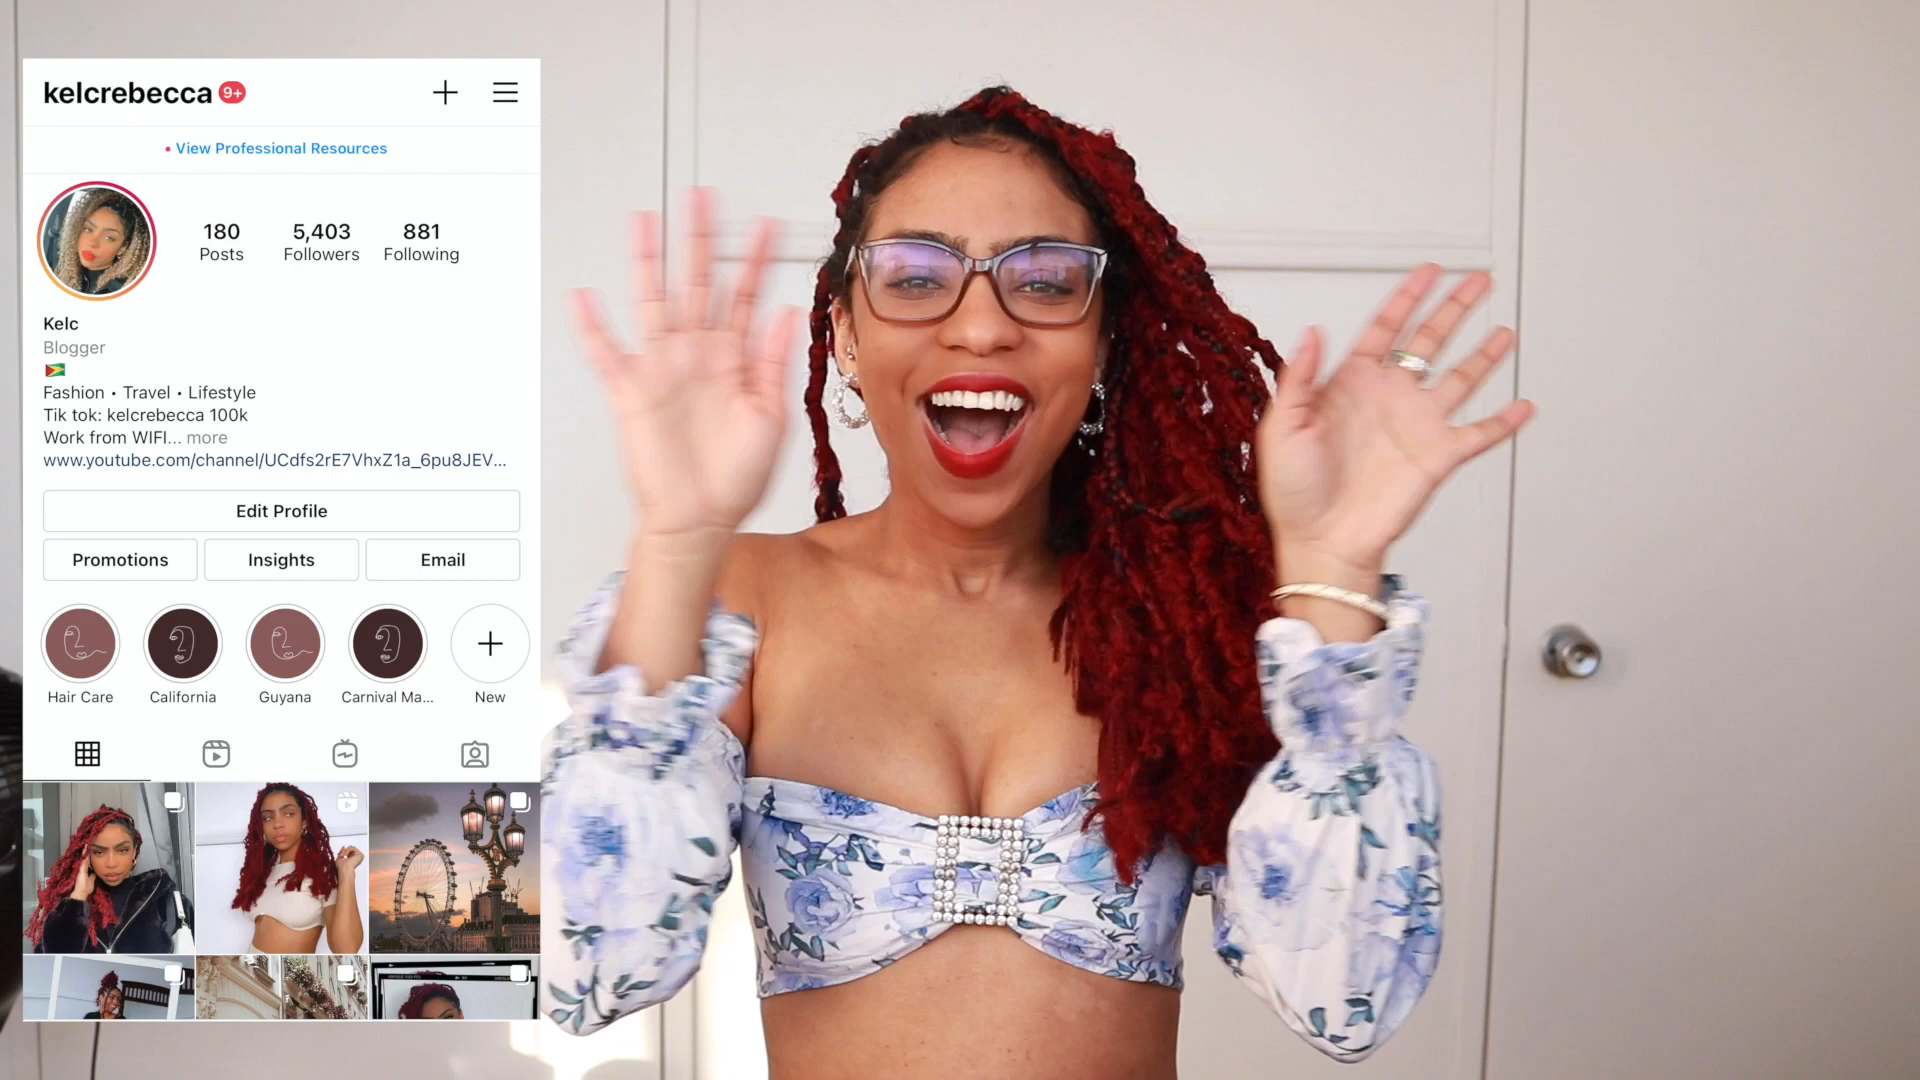 kelcrebecca 9+
• View Professional Resources
180 5,403 881
Posts Followers Following
Kelc
Blogger
Fashion • Travel • Lifestyle
Tik tok: kelcrebecca 100k
Work from WIFI... more
www.youtube.com/channel/UCdfs2rE7VhxZ1a_6pu8JEV...
Edit Profile
Promotions Insights Email
Hair Care California Guyana Carnival Ma... New